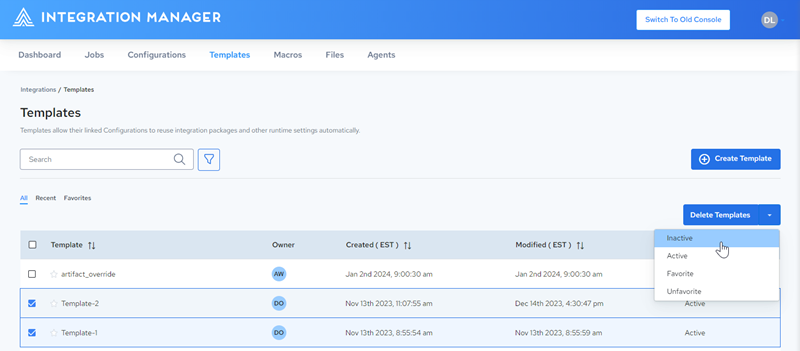 INTEGRATION MANAGER
Switch To Old Console
DL
Dashboard Jobs Configurations Templates Macros Files Agents
Integrations / Templates
Templates
Templates allow their linked Configurations to reuse integration packages and other runtime settings automatically.
Search
Create Template
All Recent Favorites
Delete Templates
Template Owner Created ( EST ) Modified ( EST )
Inactive
Active
Favorite
Unfavorite
artifact_override AW Jan 2nd 2024, 9:00:30 am Jan 2nd 2024, 9:00:30 am
Template-2 DO Nov 13th 2023, 11:07:55 am Dec 14th 2023, 4:30:47 pm Active
Template-1 DO Nov 13th 2023, 8:55:54 am Nov 13th 2023, 8:55:59 am Active